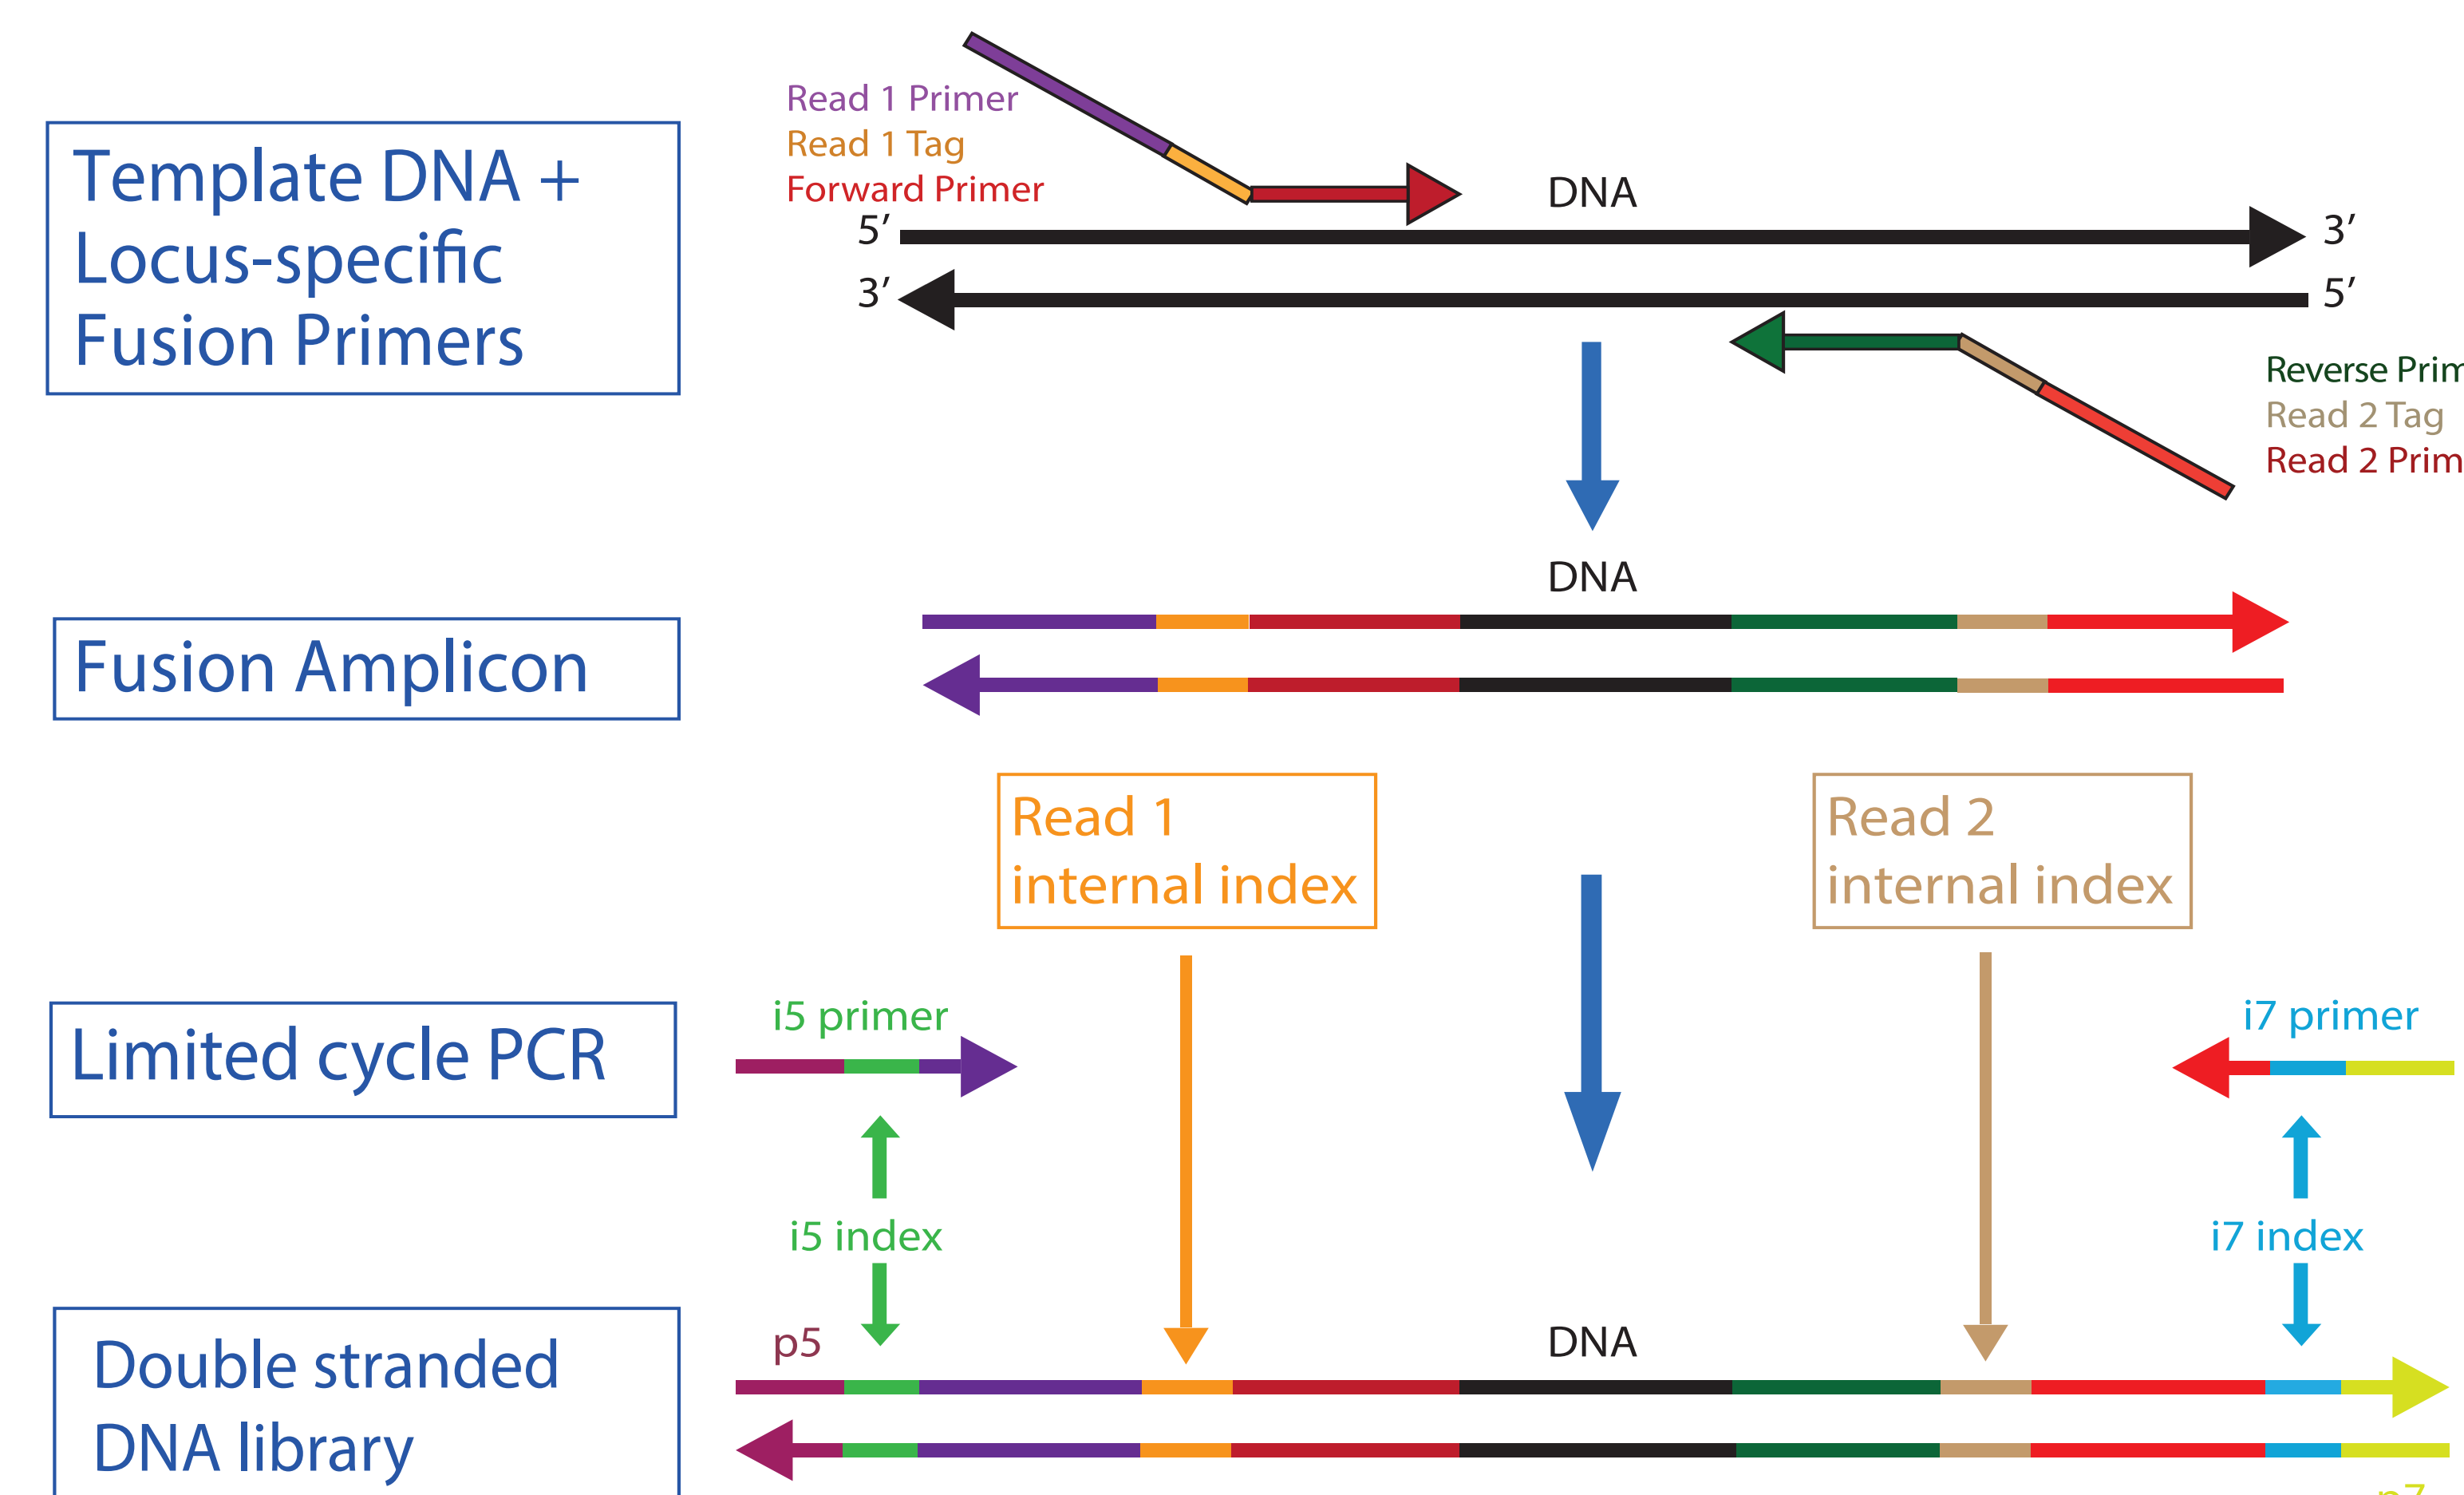 Read 1 Primer
Read 1 Tag
Forward Primer
Template DNA +
Locus-specific
Fusion Primers
DNA
5’
3’
3’
5’
Reverse Prim
Read 2 Tag
Read 2 Prim
DNA
Fusion Amplicon
Read 1
internal index
Read 2
internal index
i5 primer
i7 primer
Limited cycle PCR
i5 index
i7 index
p5
DNA
Double stranded
DNA library